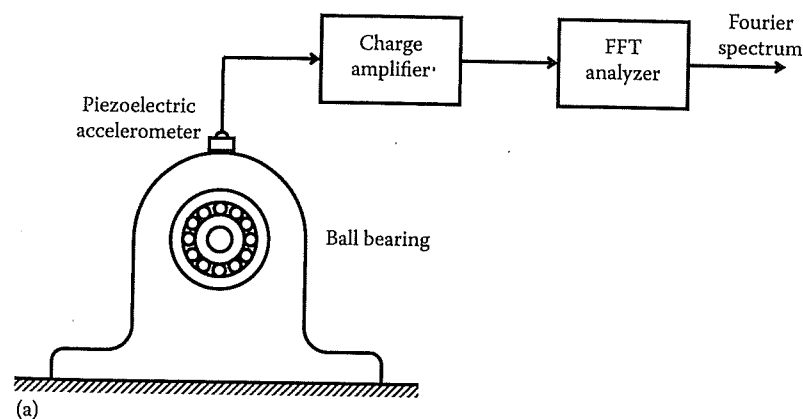 Charge
amplifier
FFT
analyzer
Fourier
spectrum
Piezoelectric
accelerometer
Ball bearing
(a)